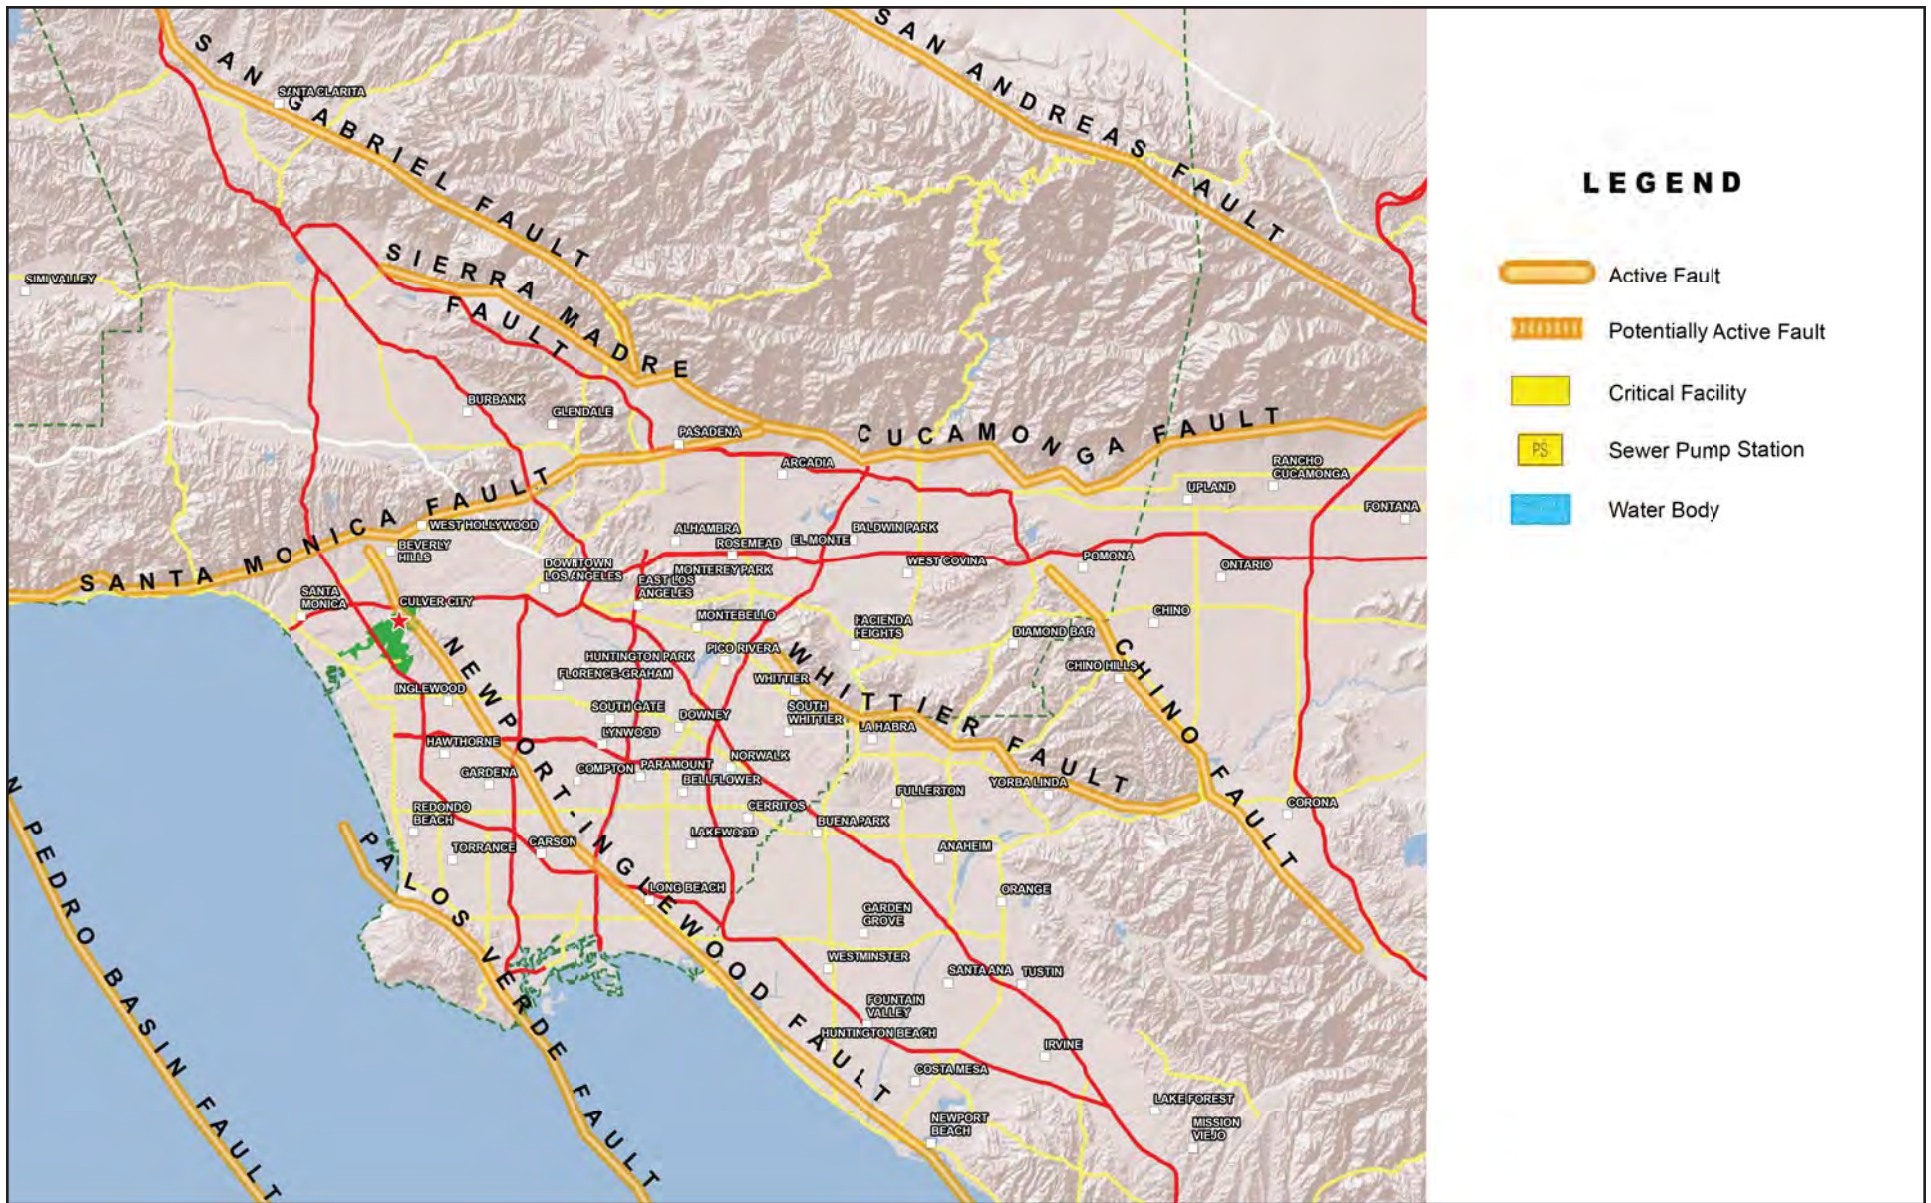 SAN GABRIEL FAULT
SAN ANDREAS FAULT
SANTA CLARITA
LEGEND
Active Fault
Potentially Active Fault
Critical Facility
PS
Sewer Pump Station
Water Body
SIERRA MADRE
FAULT
SIMI VALLEY
BURBANK
GLENDALE
PASADENA
CUCAMONGA FAULT
ARCADIA
RANCHO
CUCAMONGA
UPLAND
FONTANA
SANTA MONICA FAULT
WEST HOLLYWOOD
BEVERLY
HILLS
ALHAMBRA
ROSEMEAD
EL MONTE
BALDWIN PARK
WEST COVINA
POMONA
ONTARIO
DOWNTOWN
LOS ANGELES
MONTEREY PARK
EAST LOS
ANGELES
SANTA
MONICA
CULVER CITY
MONTEBELLO
HACIENDA
HEIGHTS
DIAMOND BAR
CHINO
CHINO HILLS
CHINO FAULT
NEWPORT-INGLEWOOD FAULT
HUNTINGTON PARK
PICO RIVERA
FLORENCE-GRAHAM
WHITTIER
WHITTIER FAULT
INGLEWOOD
SOUTH GATE
SOUTH
WHITTIER
DOWNEY
LYNWOOD
LA HABRA
HAWTHORNE
NORWALK
GARDENA
COMPTON
PARAMOUNT
BELLFLOWER
FULLERTON
YORBA LINDA
CORONA
REDONDO
BEACH
CERRITOS
BUENA PARK
LAKEWOOD
TORRANCE
CARSON
ANAHEIM
PALOS VERDE FAULT
LONG BEACH
ORANGE
GARDEN
GROVE
N PEDRO BASIN FAULT
WESTMINSTER
SANTA ANA
TUSTIN
FOUNTAIN
VALLEY
HUNTINGTON BEACH
IRVINE
COSTA MESA
LAKE FOREST
NEWPORT
BEACH
MISSION
VIEJO